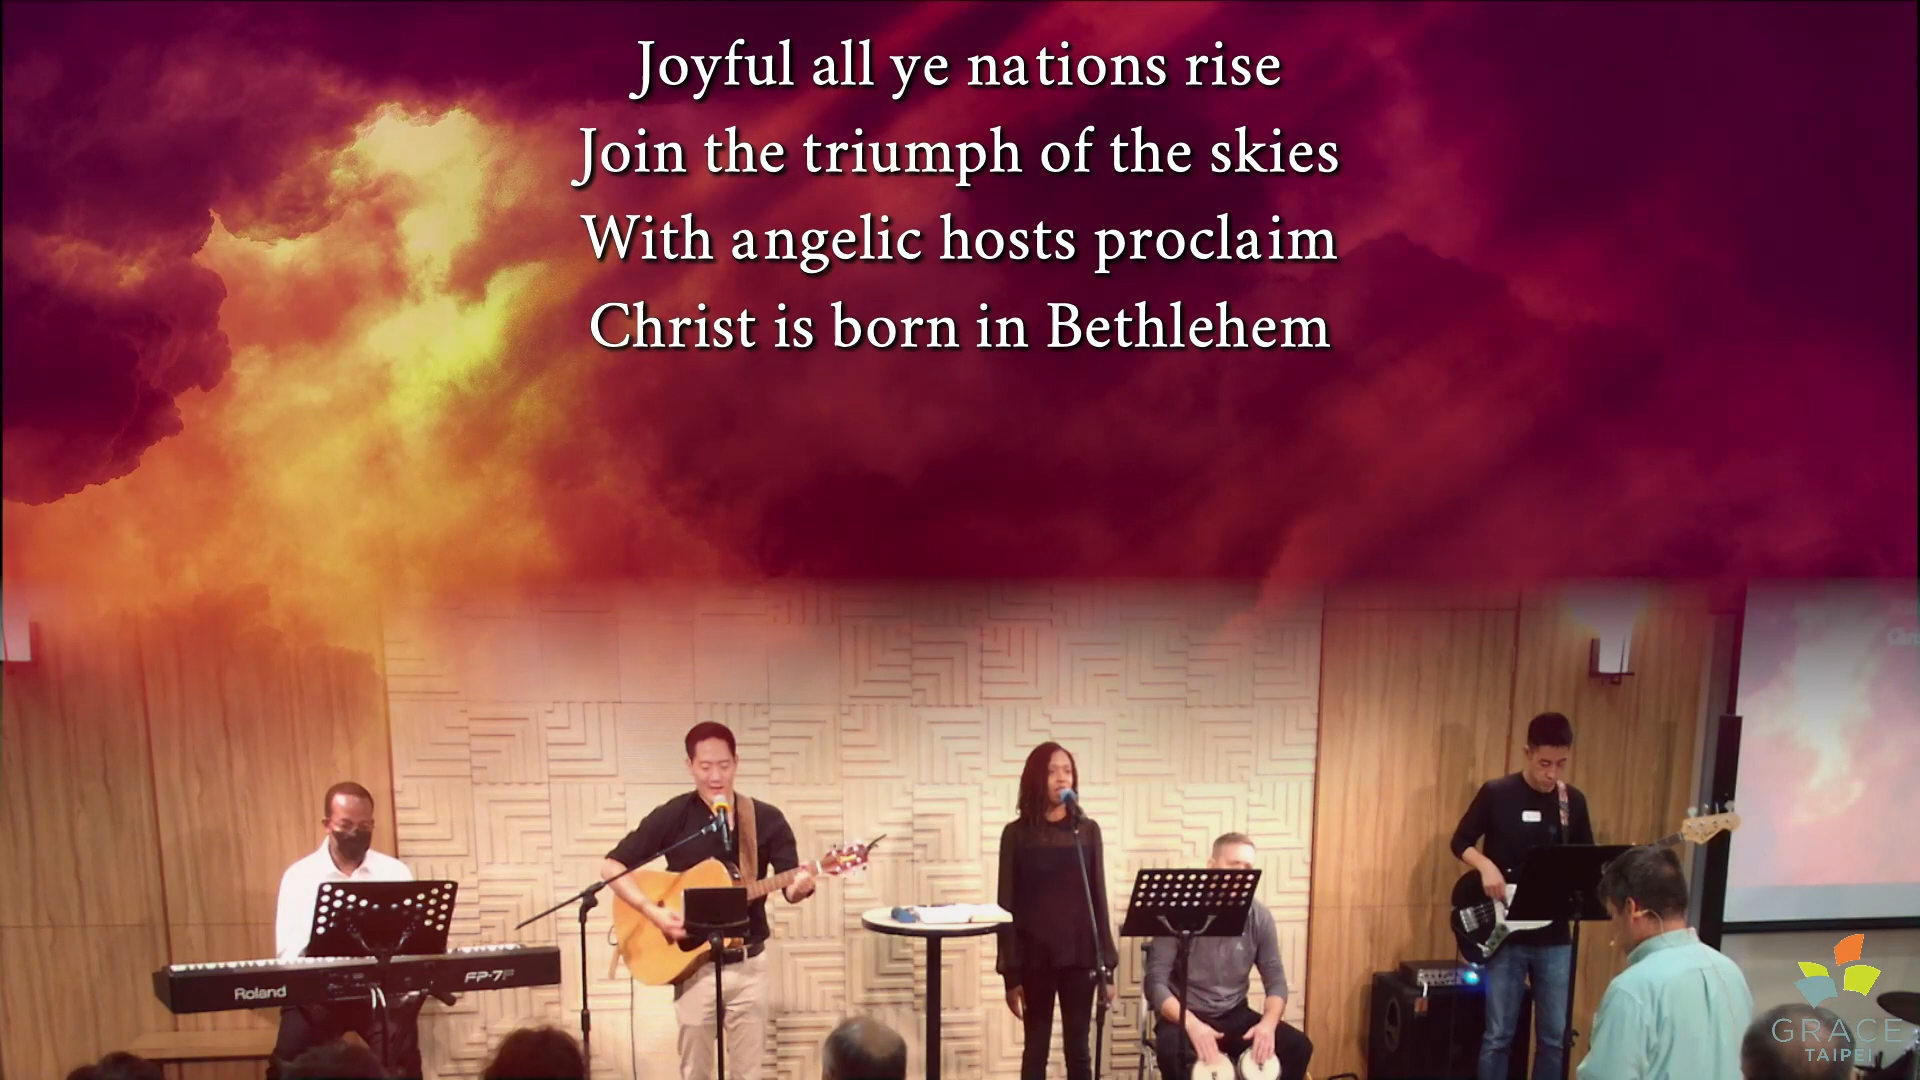 Joyful all ye nations rise
Join the triumph of the skies
With angelic hosts proclaim
Christ is born in Bethlehem
Roland
FP-7F
GRACE
TAIPEI